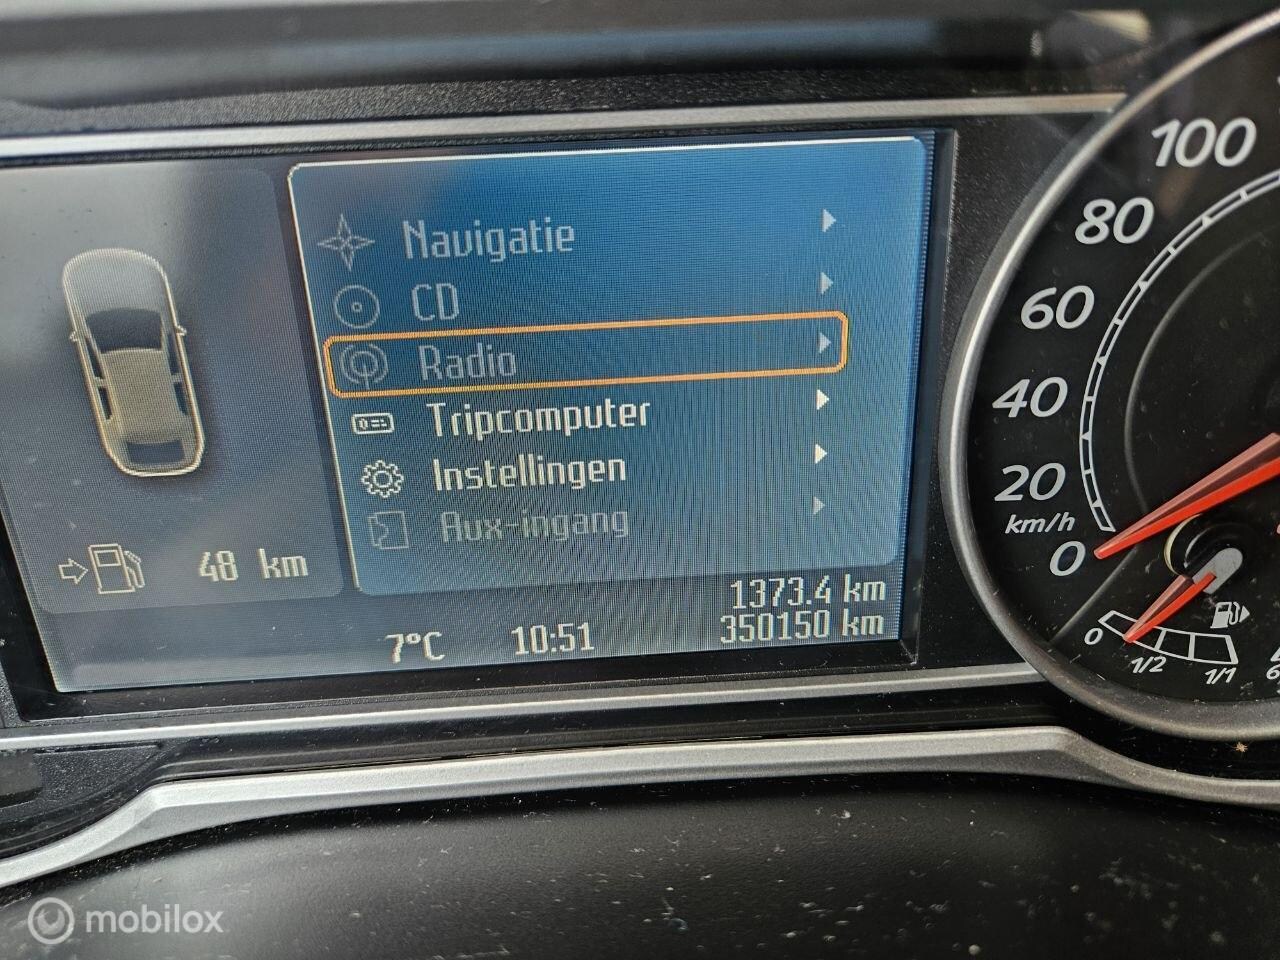 Navigatie
CD
Radio
Tripcomputer
Instellingen
Aux-ingang
48 km
1373.4 km
7°C 10:51 350150 km
100
80
60
40
20
km/h
0
0 1/2 1/1
mobilox